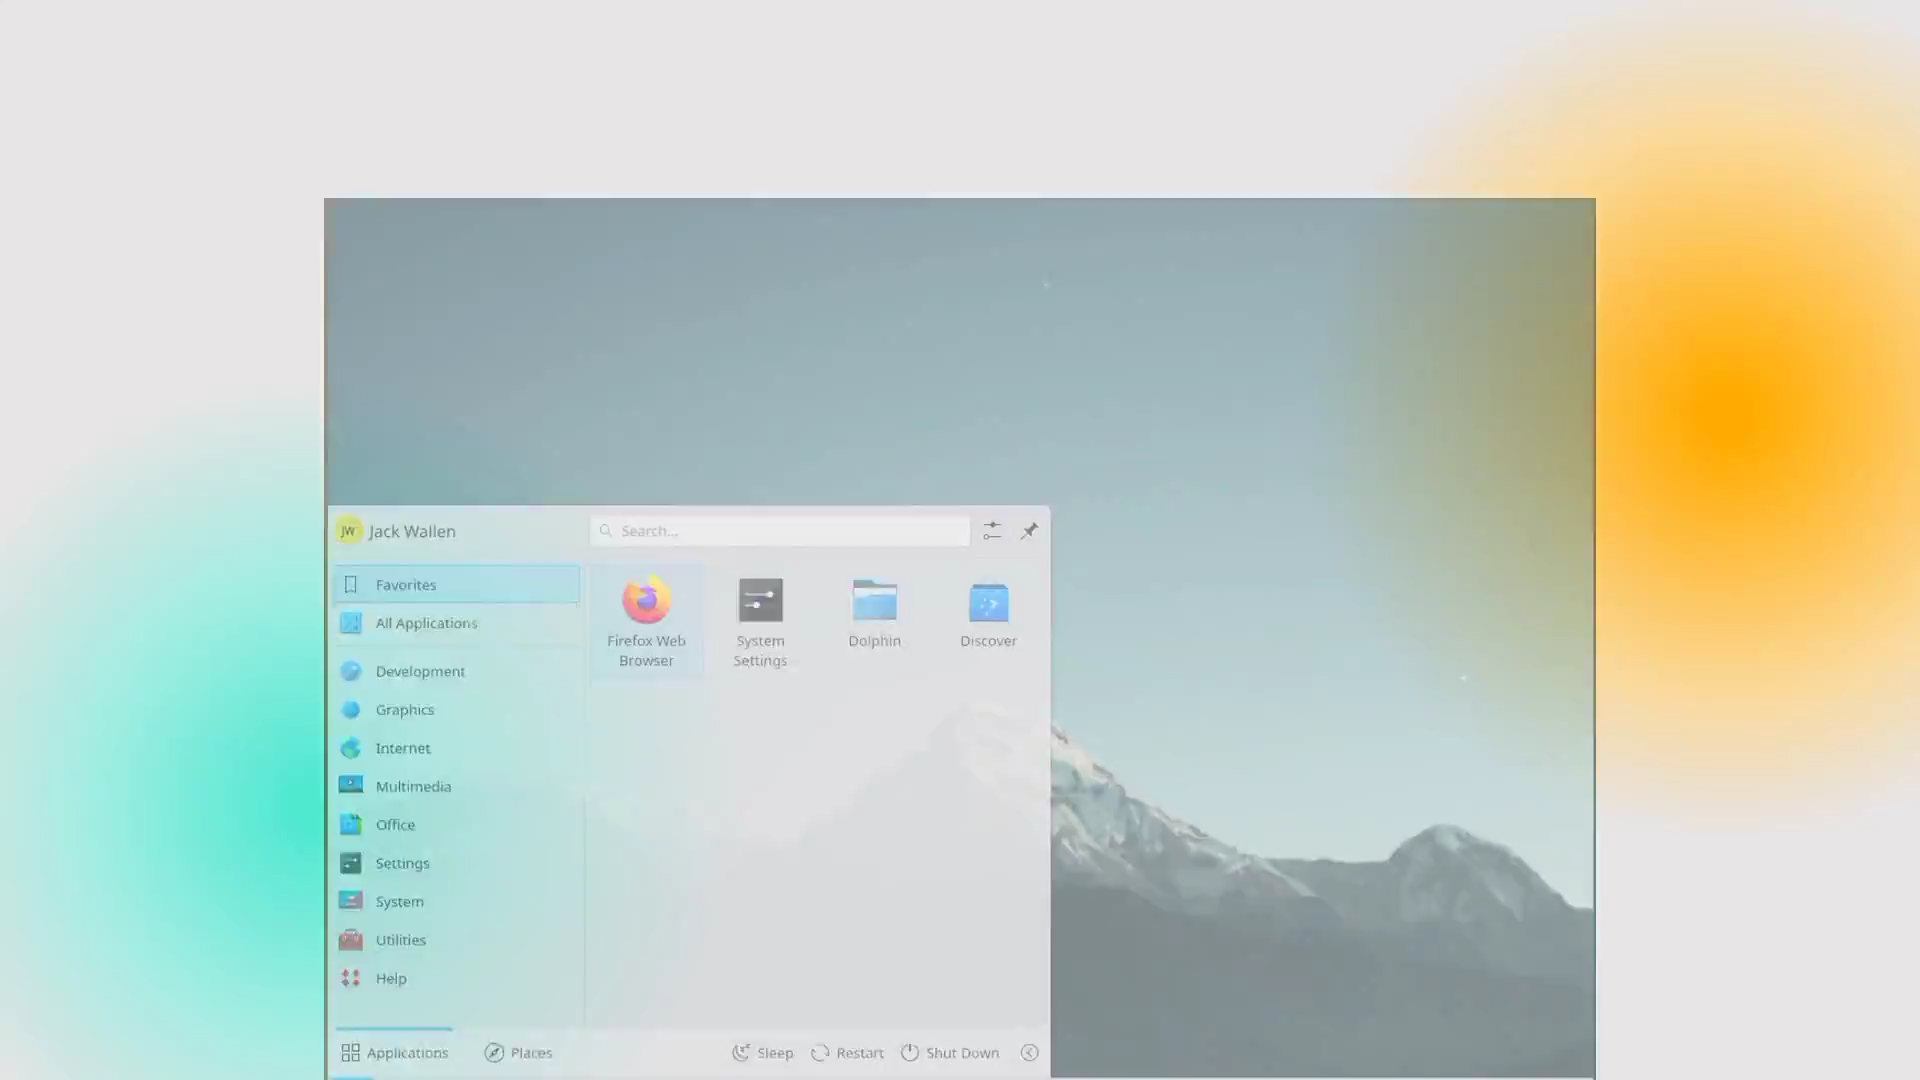 JW Jack Wallen
Search...
Favorites
All Applications
Development
Graphics
Internet
Multimedia
Office
Settings
System
Utilities
Help
Firefox Web
Browser
System
Settings
Dolphin
Discover
Applications
Places
Sleep
Restart
Shut Down